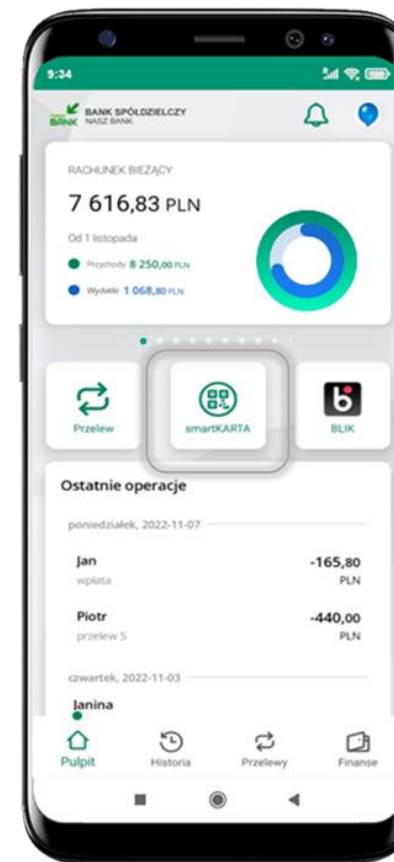 9:34
BANK SPÓŁDZIELCZY
BANK NASZ BANK
RACHUNEK BIEŻĄCY
7 616,83 PLN
Od 1 listopada
Przychody 8 250,00 PLN
Wydatki 1 068,80 PLN
Przelew smartKARTA BLIK
Ostatnie operacje
poniedziałek, 2022-11-07
Jan -165,80
wpłata PLN
Piotr -440,00
przelew 5 PLN
czwartek, 2022-11-03
Janina
Pulpit Historia Przelewy Finanse